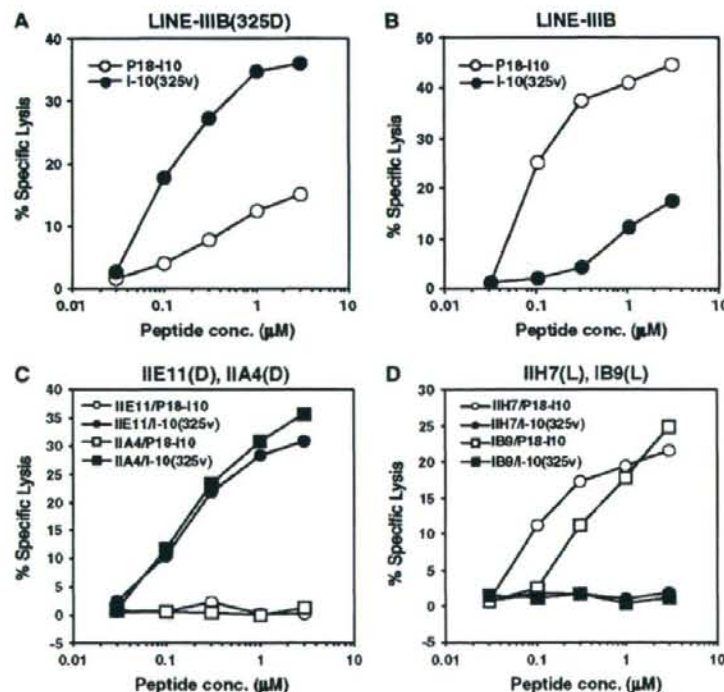 A
LINE-IIIB(325D)
% Specific Lysis
40
30
20
10
0
P18-I10
I-10(325v)
0.01 0.1 1 10
Peptide conc. (µM)
B
LINE-IIIB
% Specific Lysis
50
40
30
20
10
0
P18-I10
I-10(325v)
0.01 0.1 1 10
Peptide conc. (µM)
C
IIE11(D), IIA4(D)
% Specific Lysis
40
35
30
25
20
15
10
5
0
-5
IIE11/P18-I10
IIE11/I-10(325v)
IIA4/P18-I10
IIA4/I-10(325v)
0.01 0.1 1 10
Peptide conc. (µM)
D
IIH7(L), IB9(L)
% Specific Lysis
30
25
20
15
10
5
0
-5
IIH7/P18-I10
IIH7/I-10(325v)
IB9/P18-I10
IB9/I-10(325v)
0.01 0.1 1 10
Peptide conc. (µM)